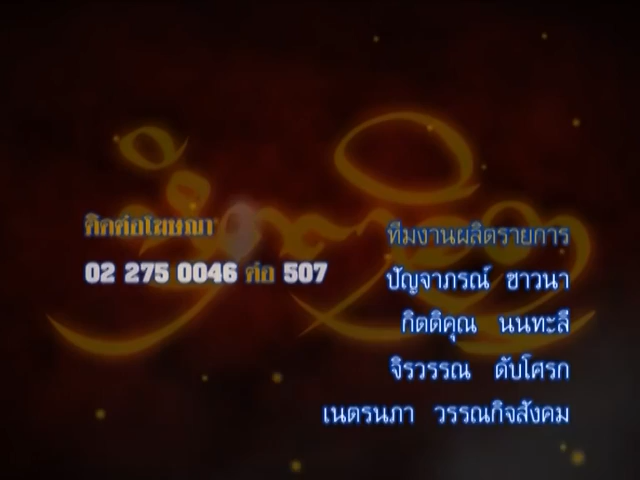 ติดต่อโฆษณา
02 275 0046 ต่อ 507
ทีมงานผลิตรายการ
ปัญจาภรณ์ ชาวนา
กิตติคุณ นนทะลี
จิรวรรณ ดับโศรก
เนตรนภา วรรณกิจสังคม